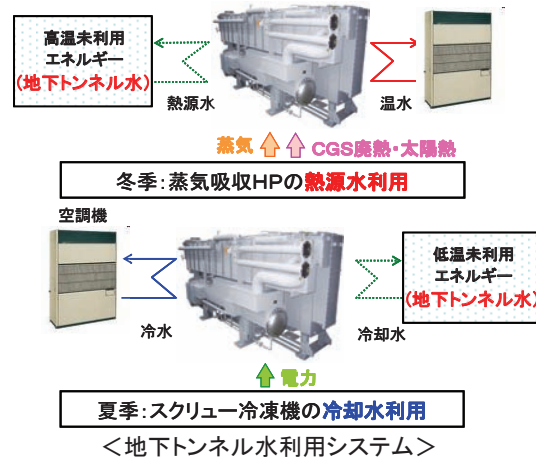 高温未利用
エネルギー
(地下トンネル水)
熱源水
温水
蒸気
CGS廃熱・太陽熱
冬季:蒸気吸収HPの熱源水利用
空調機
冷水
冷却水
低温未利用
エネルギー
(地下トンネル水)
電力
夏季:スクリュー冷凍機の冷却水利用
＜地下トンネル水利用システム＞